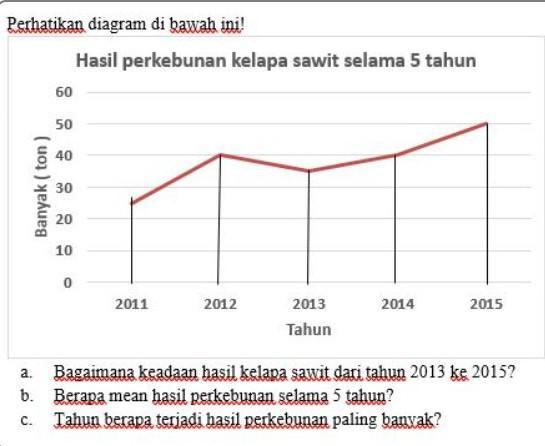 Perhatikan diagram di bawah ini!
Hasil perkebunan kelapa sawit selama 5 tahun
60
50
40
30
20
10
0
Banyak ( ton )
2011 2012 2013 2014 2015
Tahun
a. Bagaimana keadaan hasil kelapa sawit dari tahun 2013 ke 2015?
b. Berapa mean hasil perkebunan selama 5 tahun?
c. Tahun berapa terjadi hasil perkebunan paling banyak?